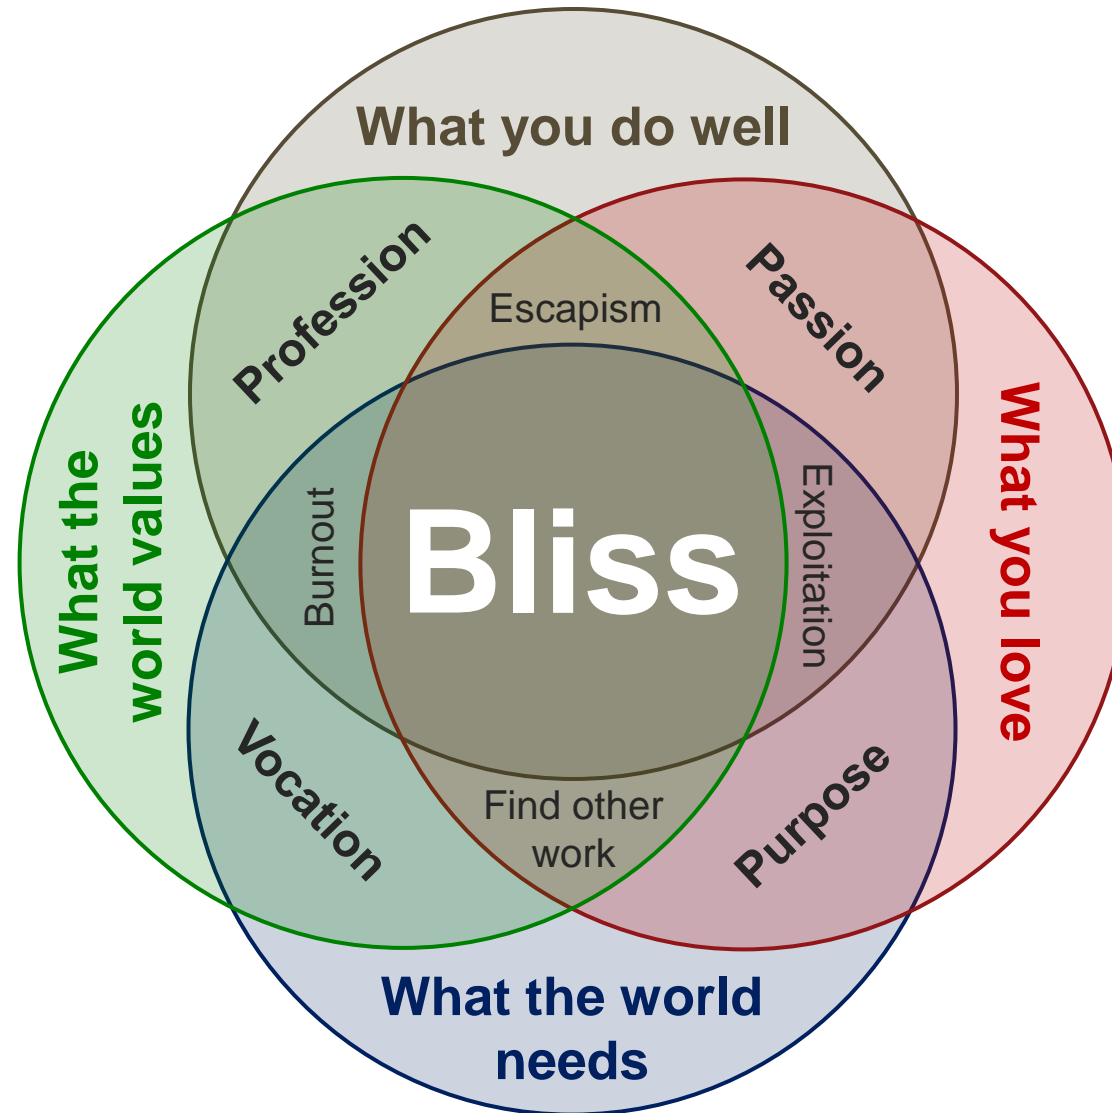 What you do well
Profession
Passion
Escapism
What the
world values
Burnout
Bliss
Exploitation
What you love
Vocation
Find other
work
Purpose
What the world
needs